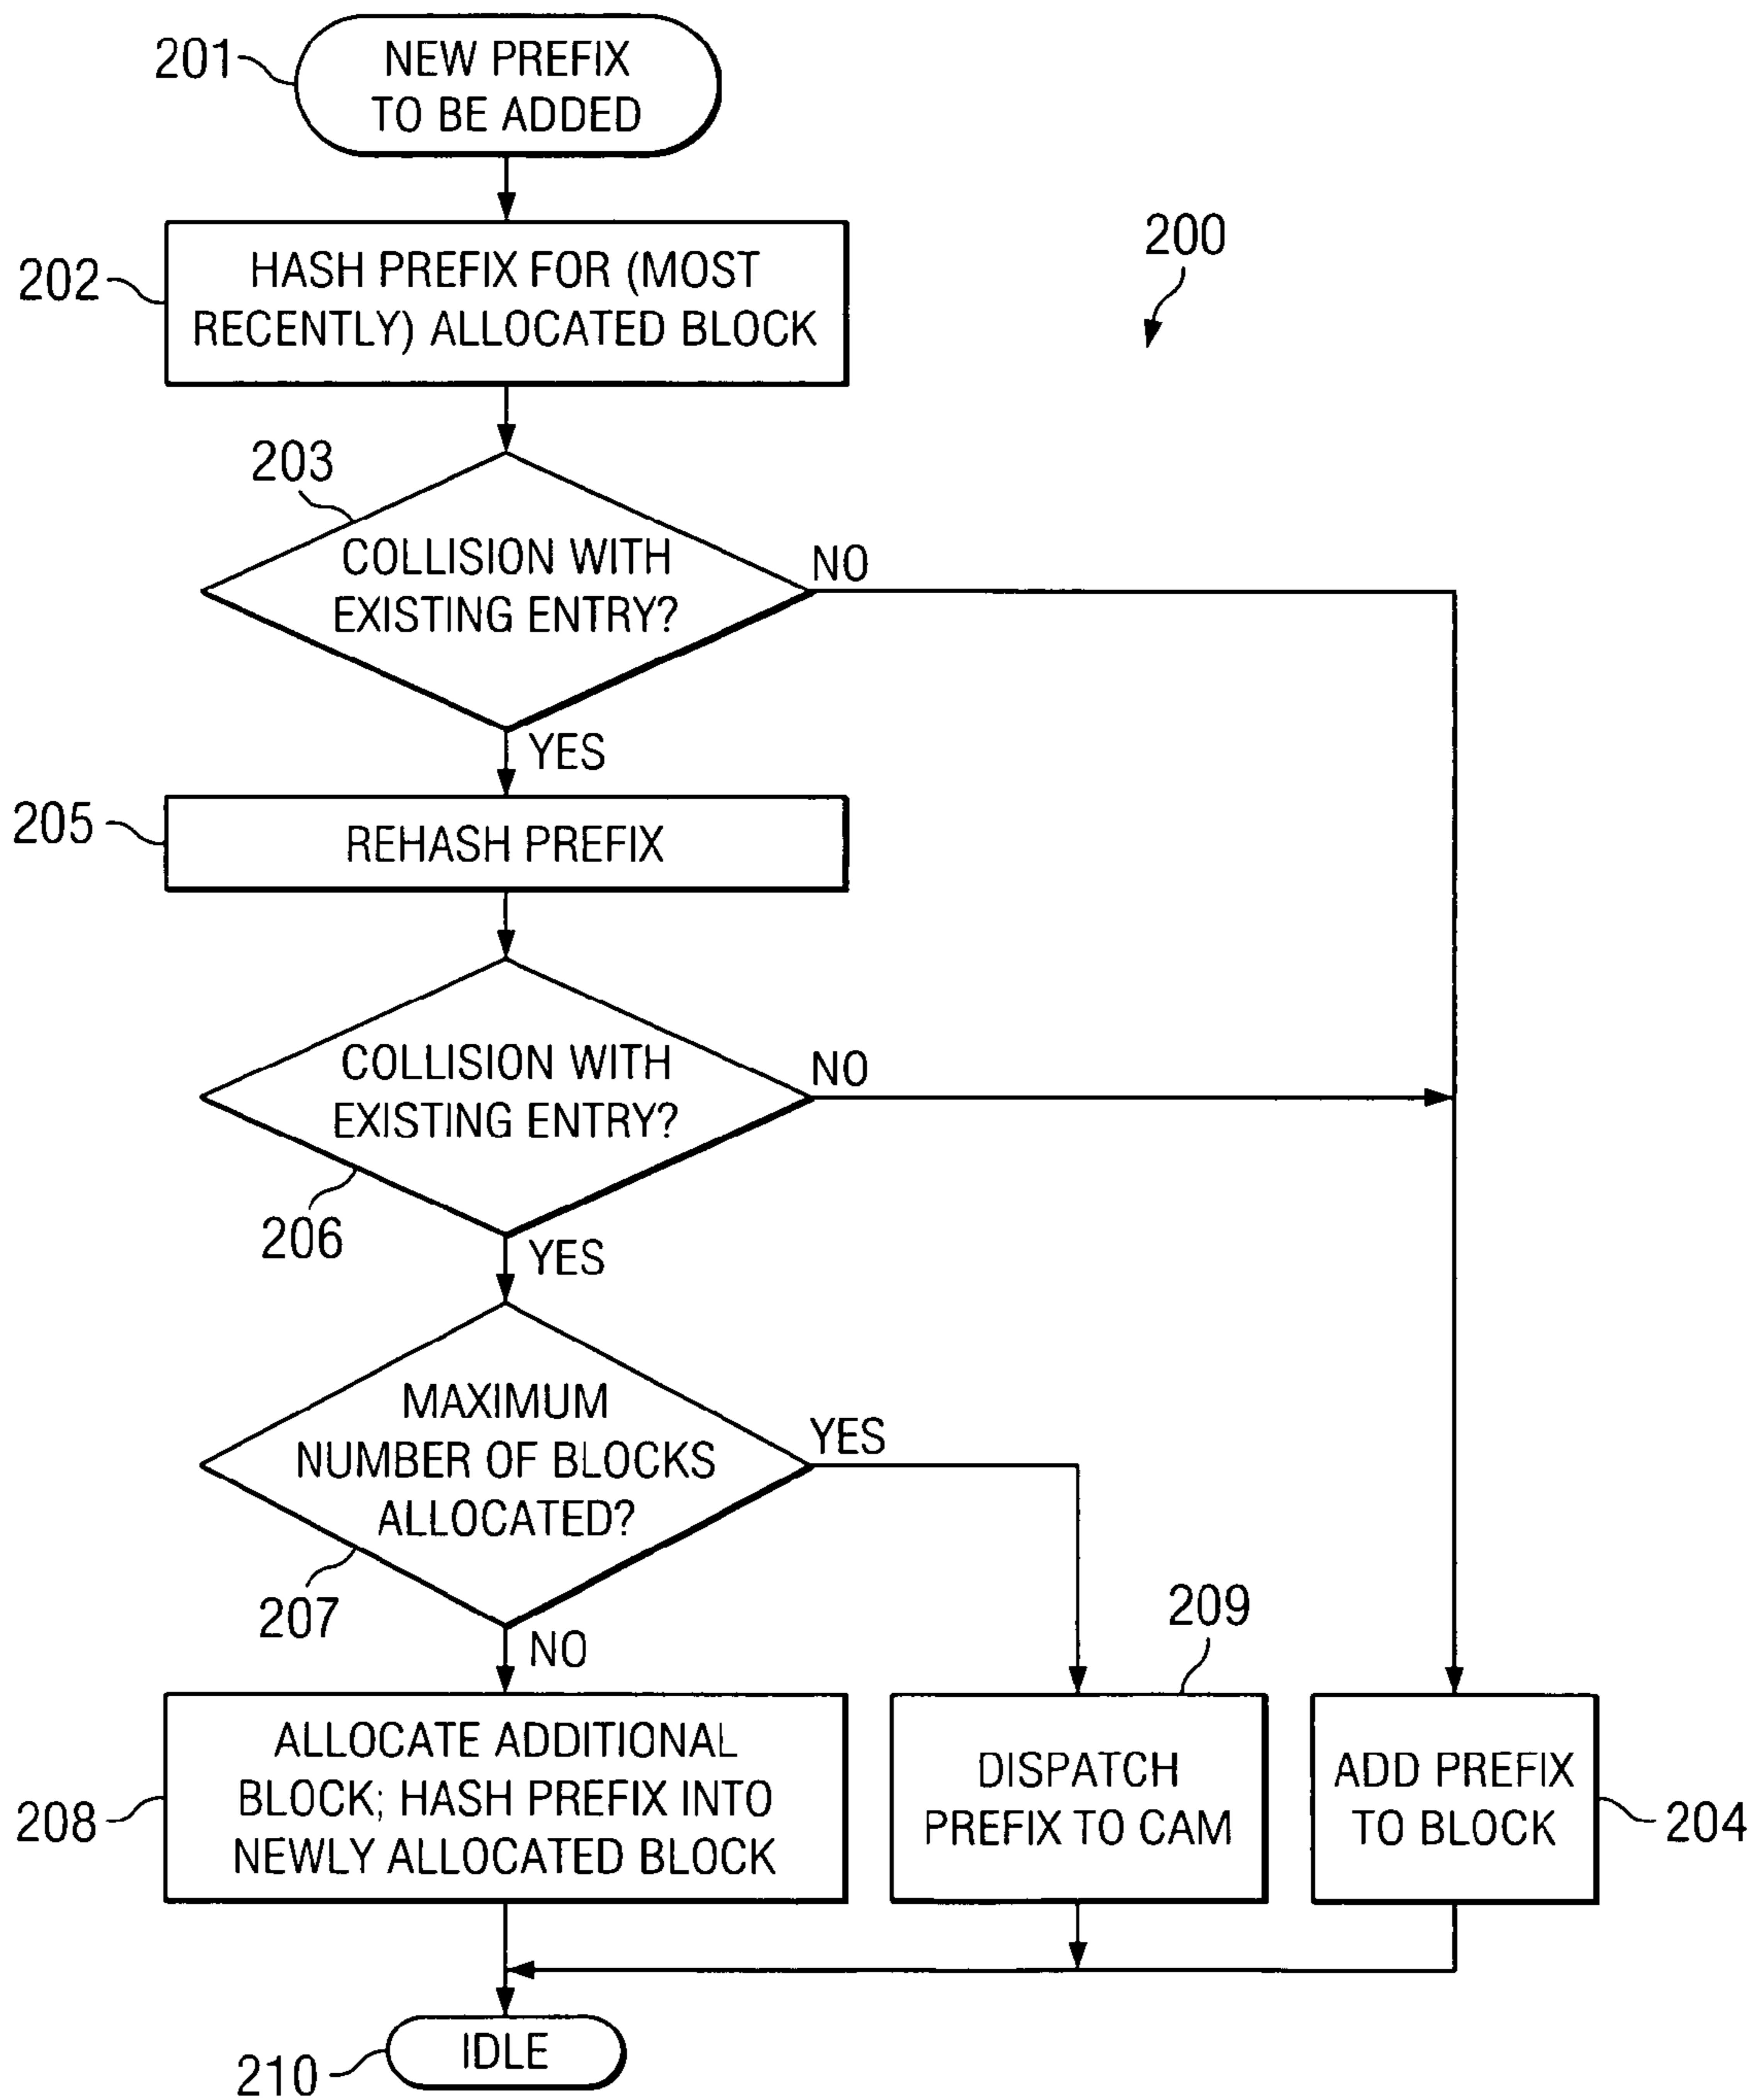 201
NEW PREFIX
TO BE ADDED
202
HASH PREFIX FOR (MOST
RECENTLY) ALLOCATED BLOCK
200
203
COLLISION WITH
EXISTING ENTRY?
NO
YES
205
REHASH PREFIX
COLLISION WITH
EXISTING ENTRY?
NO
206
YES
MAXIMUM
NUMBER OF BLOCKS
ALLOCATED?
YES
207
NO
209
208
ALLOCATE ADDITIONAL
BLOCK; HASH PREFIX INTO
NEWLY ALLOCATED BLOCK
DISPATCH
PREFIX TO CAM
ADD PREFIX
TO BLOCK
204
IDLE
210